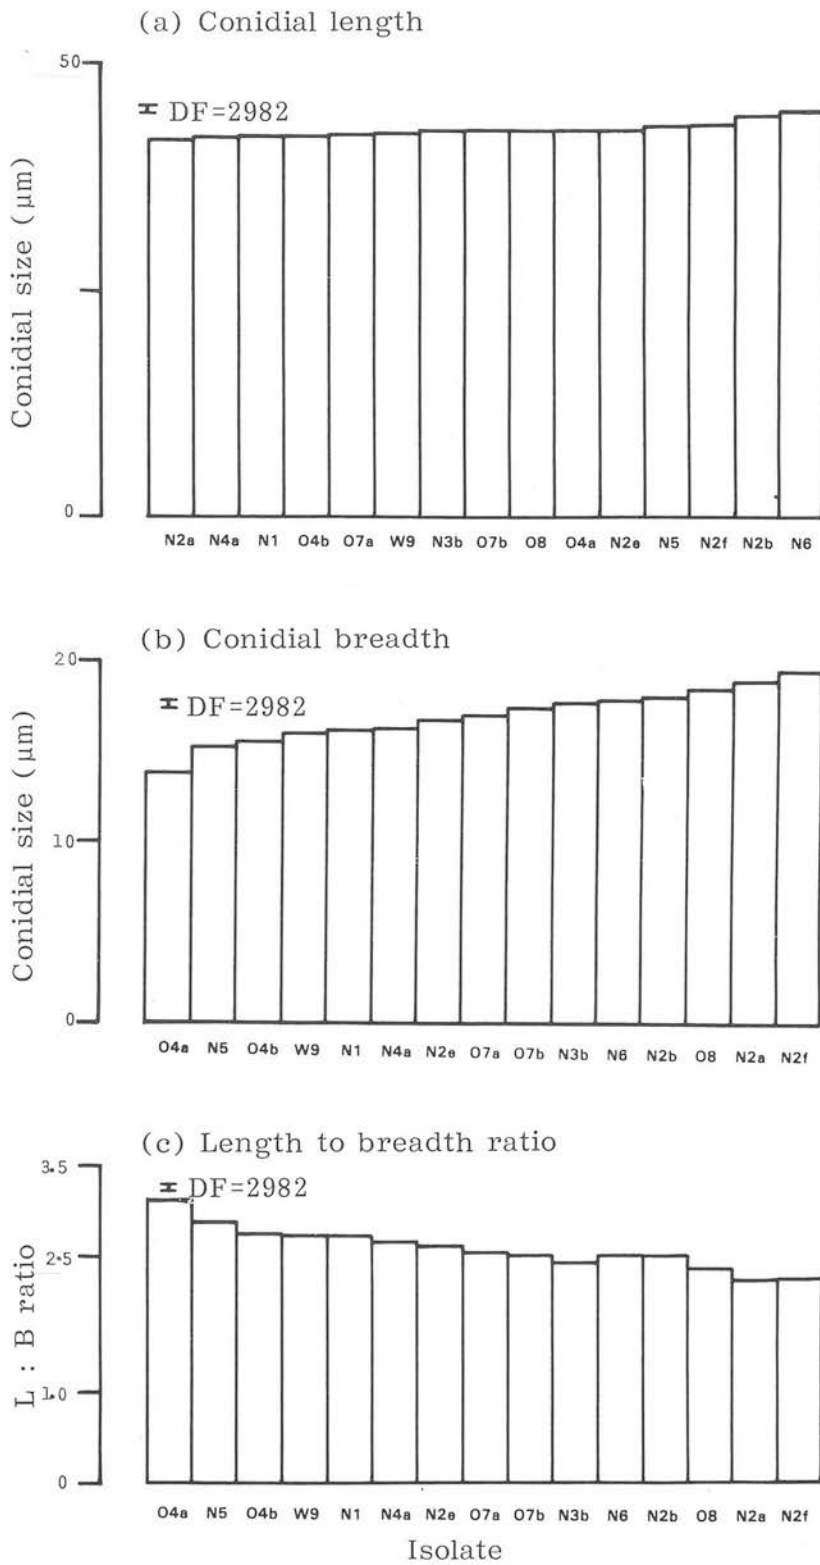 (a) Conidial length
50
DF=2982
Conidial size (μm)
0
N2a N4a N1 O4b O7a W9 N3b O7b O8 O4a N2e N5 N2f N2b N6
(b) Conidial breadth
20
DF=2982
Conidial size (μm)
10
0
O4a N5 O4b W9 N1 N4a N2e O7a O7b N3b N6 N2b O8 N2a N2f
(c) Length to breadth ratio
3.5
DF=2982
2.5
L : B ratio
1.0
0
O4a N5 O4b W9 N1 N4a N2e O7a O7b N3b N6 N2b O8 N2a N2f
Isolate